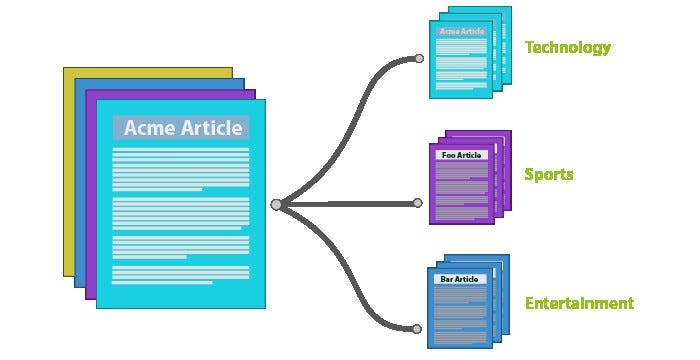 Acme Article
Acme Article
Technology
Foo Article
Sports
Bar Article
Entertainment